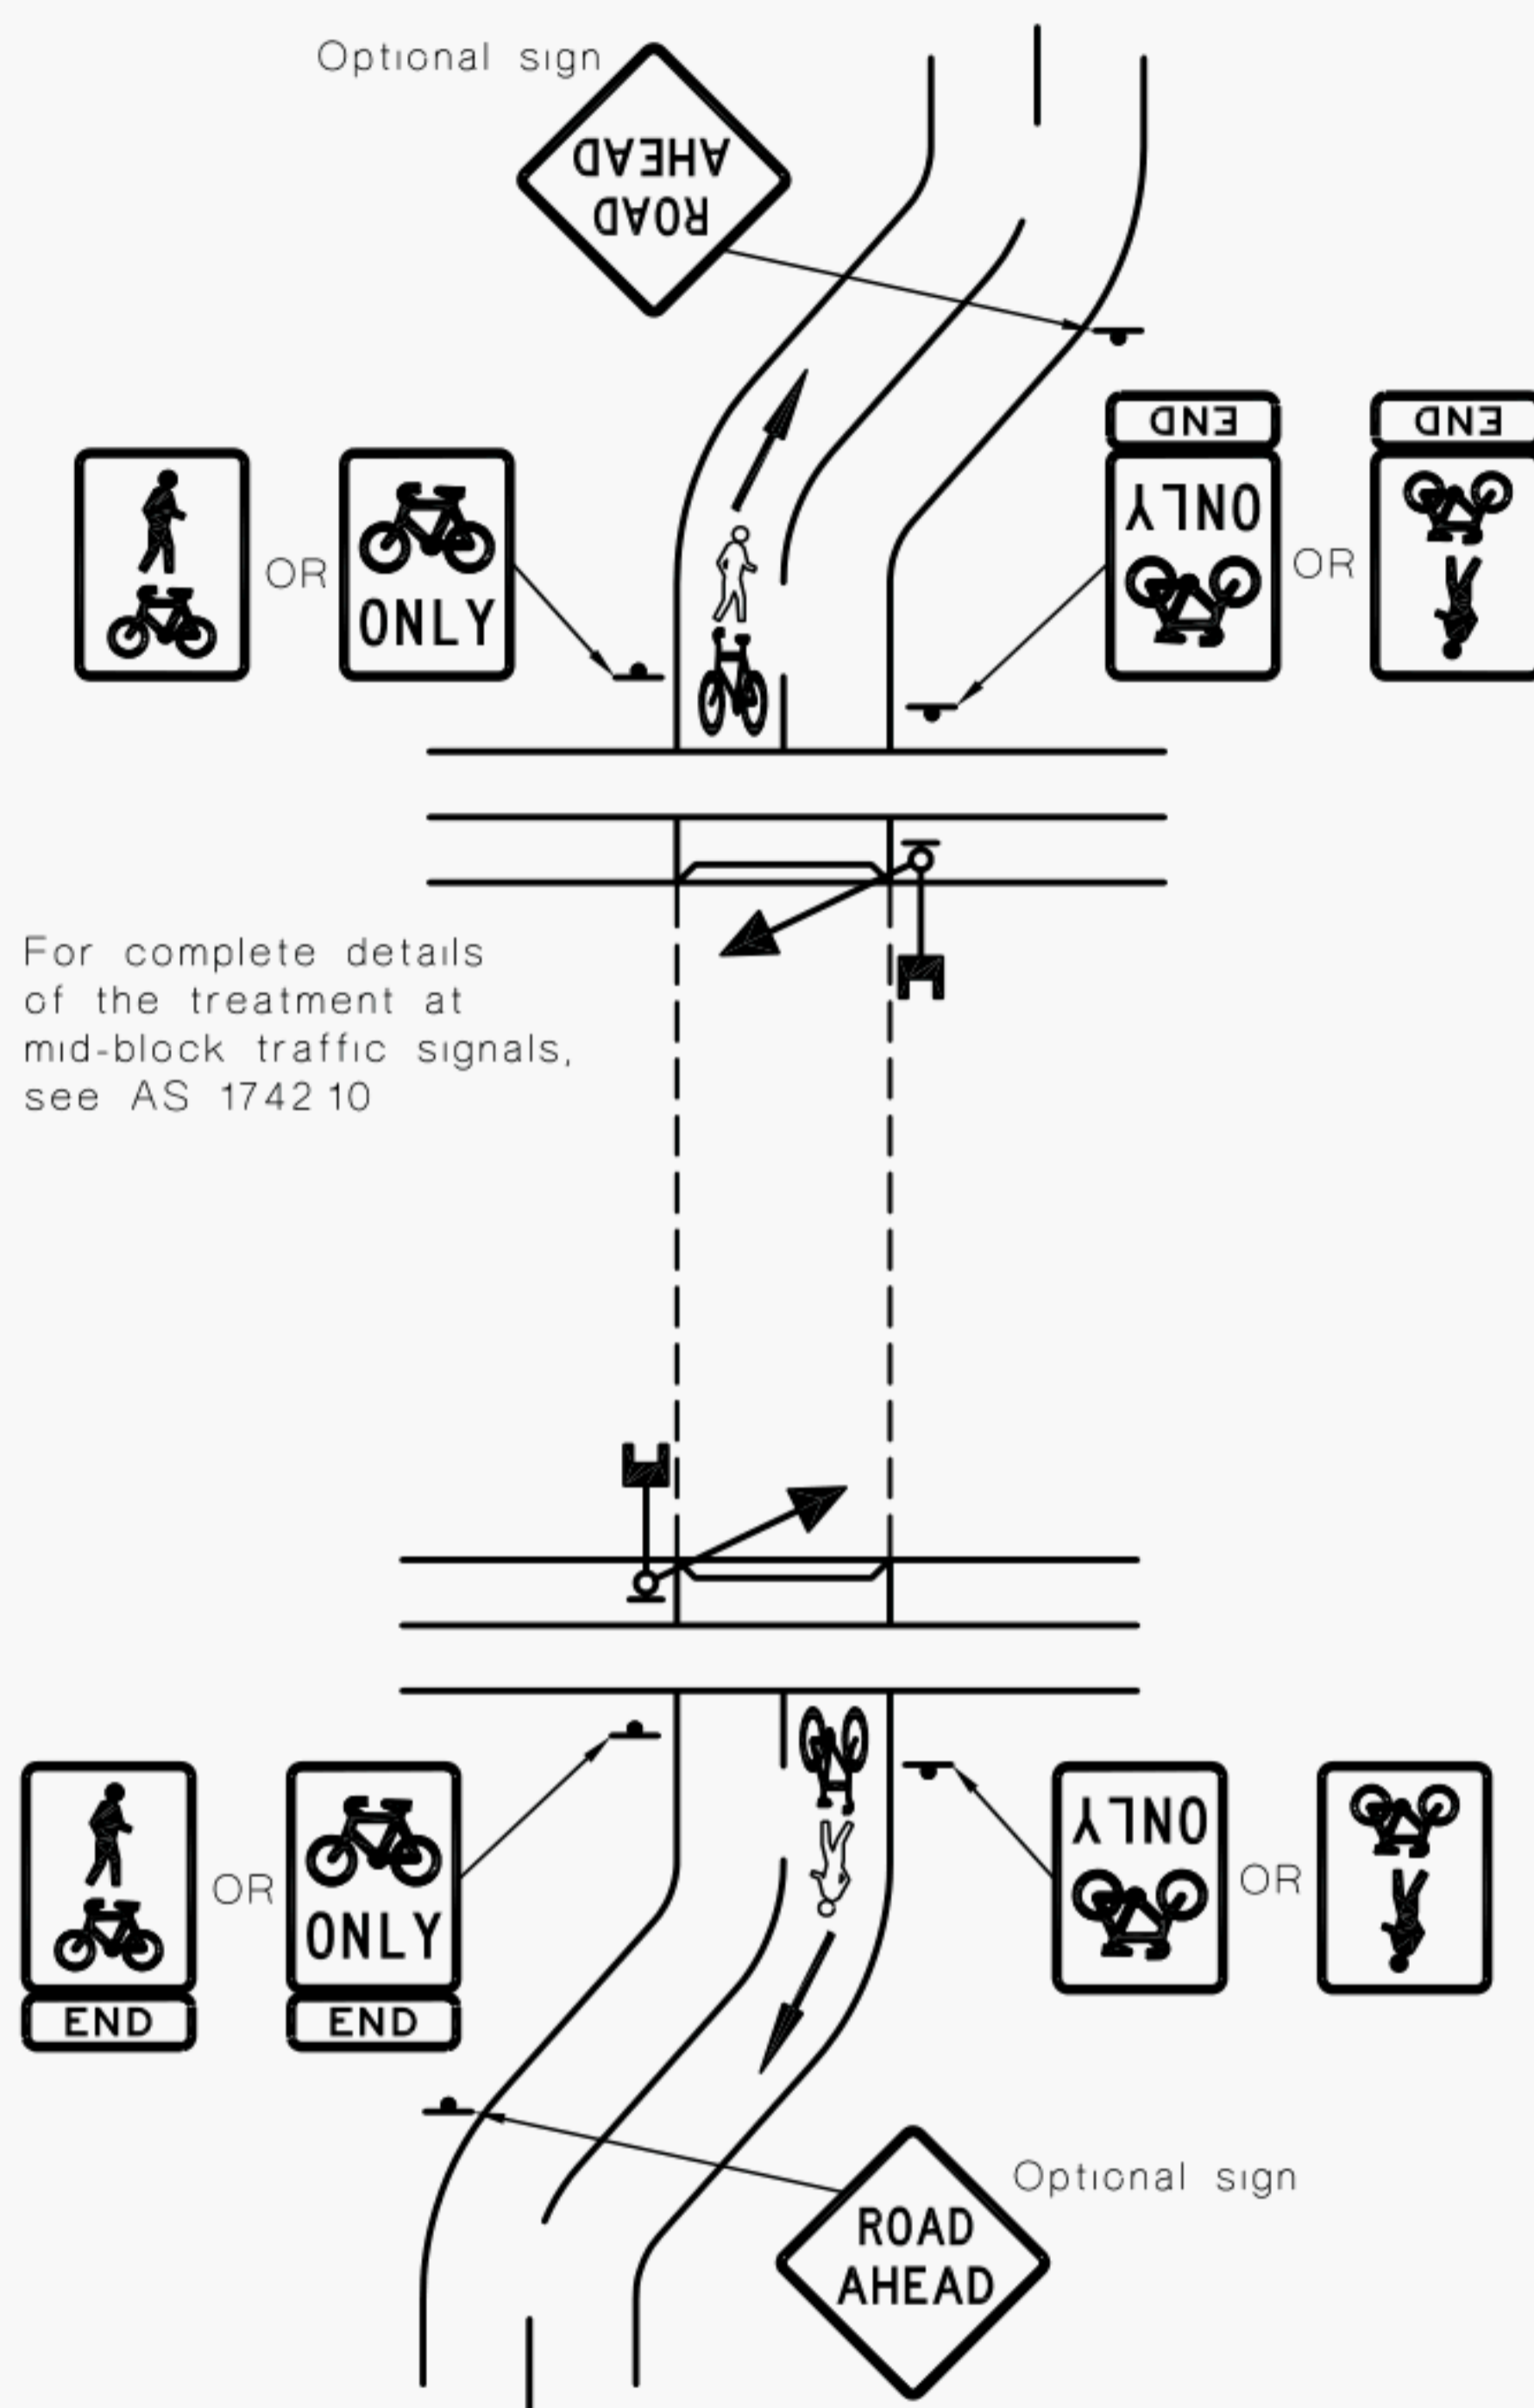 Optional sign
ROAD
AHEAD
END
END
ONLY
OR
OR
ONLY
For complete details
of the treatment at
mid-block traffic signals,
see AS 1742 10
ONLY
OR
OR
ONLY
END
END
Optional sign
ROAD
AHEAD